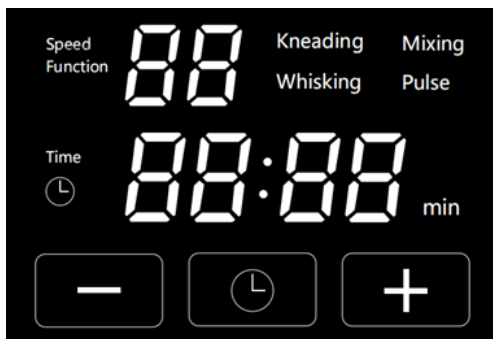 Speed
Function
88
Kneading
Mixing
Whisking
Pulse
Time
88:88
min